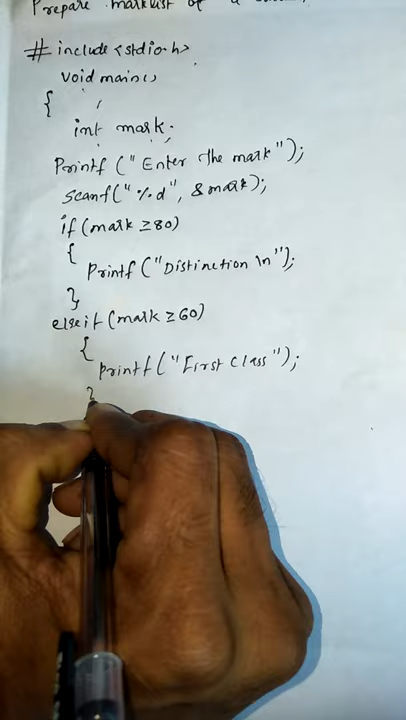 Prepare marklist of a
#include <stdio.h>
void main()
{
int mark;
Printf ("Enter the mark");
scanf("%d", &mark);
if (mark ≥80)
{
Printf ("Distinction \n");
}
elseif (mark ≥ 60)
{
printf ("First class");
}